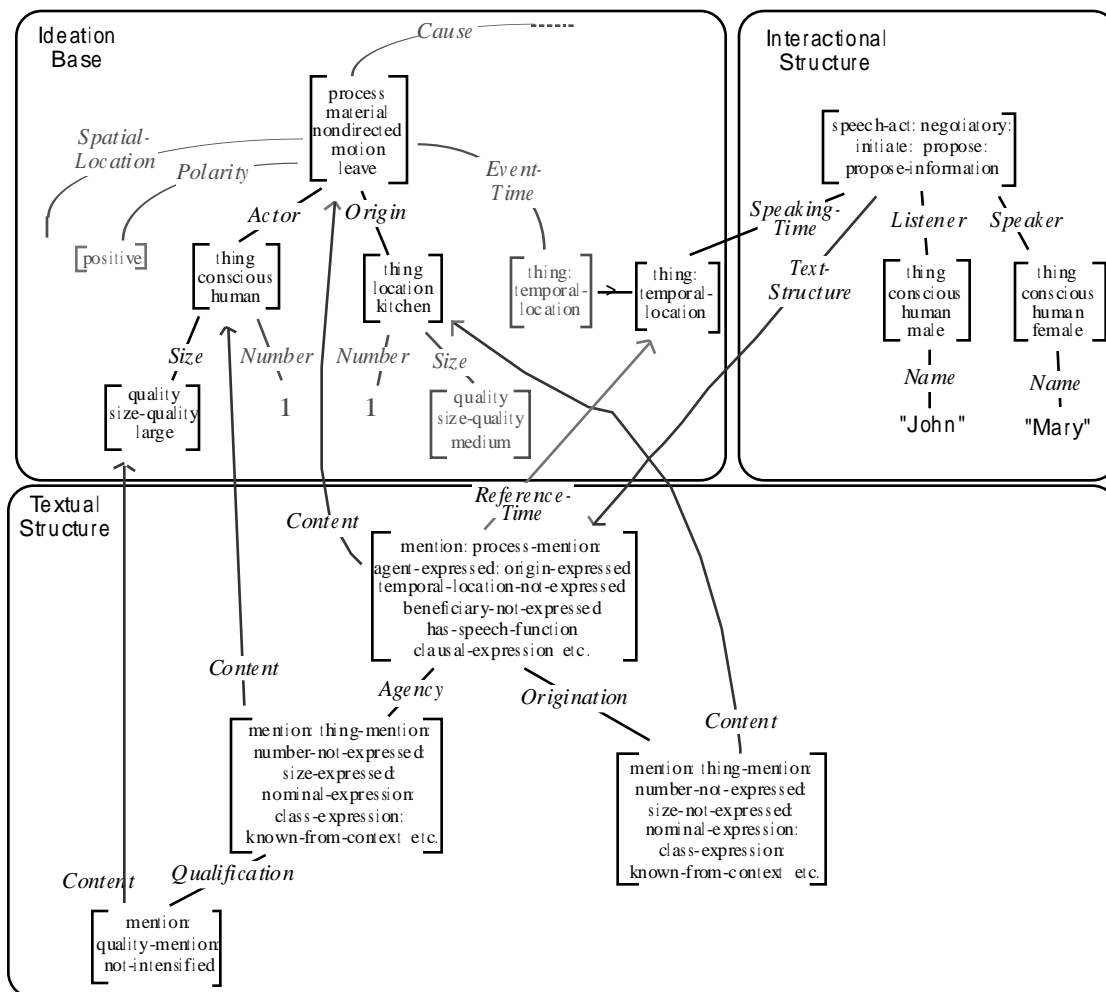 Ideation
Base
Cause
process
material
nondirected
motion
leave
Spatial-
Location
Polarity
Event-
Time
Actor
Origin
[positive]
thing
conscious
human
thing
location
kitchen
thing:
temporal-
location
>
thing:
temporal-
location
Size
Number
Number
Size
quality
size-quality
large
1
1
quality
size-quality
medium
Interactional
Structure
speech-act: negotiatory:
initiate: propose:
propose-information
Speaking-
Time
Listener
Speaker
Text-
Structure
thing
conscious
human
male
thing
conscious
human
female
Name
Name
"John"
"Mary"
Textual
Structure
Reference-
Time
Content
mention: process-mention:
agent-expressed: origin-expressed
temporal-location-not-expressed
beneficiary-not-expressed
has-speech-function
clausal-expression etc.
Content
Agency
Origination
Content
mention: thing-mention:
number-not-expressed:
size-expressed:
nominal-expression:
class-expression:
known-from-context etc.
mention: thing-mention:
number-not-expressed:
size-not-expressed:
nominal-expression:
class-expression:
known-from-context etc.
Content
Qualification
mention:
quality-mention:
not-intensified